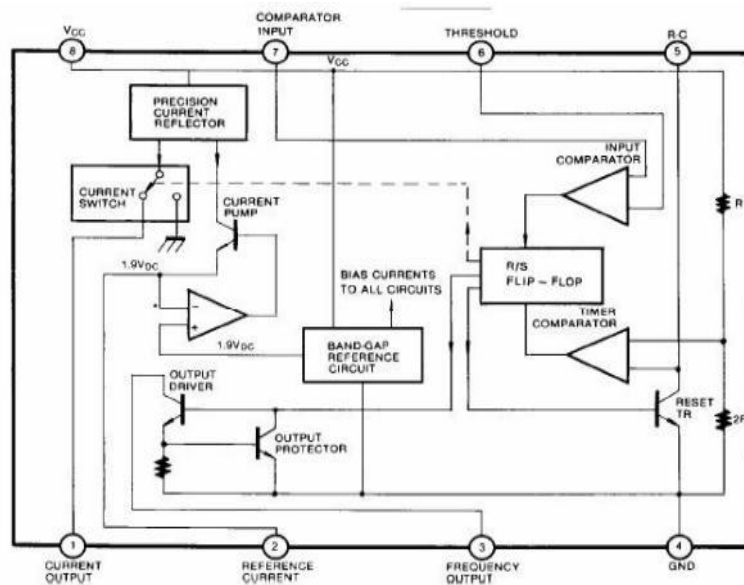 VCC
8
COMPARATOR
INPUT
7
THRESHOLD
6
R-C
5
VCC
PRECISION
CURRENT
REFLECTOR
INPUT
COMPARATOR
CURRENT
SWITCH
CURRENT
PUMP
R
1.9VDC
BIAS CURRENTS
TO ALL CIRCUITS
R/S
FLIP - FLOP
TIMER
COMPARATOR
-
+
1.9VDC
BAND-GAP
REFERENCE
CIRCUIT
OUTPUT
DRIVER
RESET
TR
2R
OUTPUT
PROTECTOR
1
CURRENT
OUTPUT
2
REFERENCE
CURRENT
3
FREQUENCY
OUTPUT
4
GND